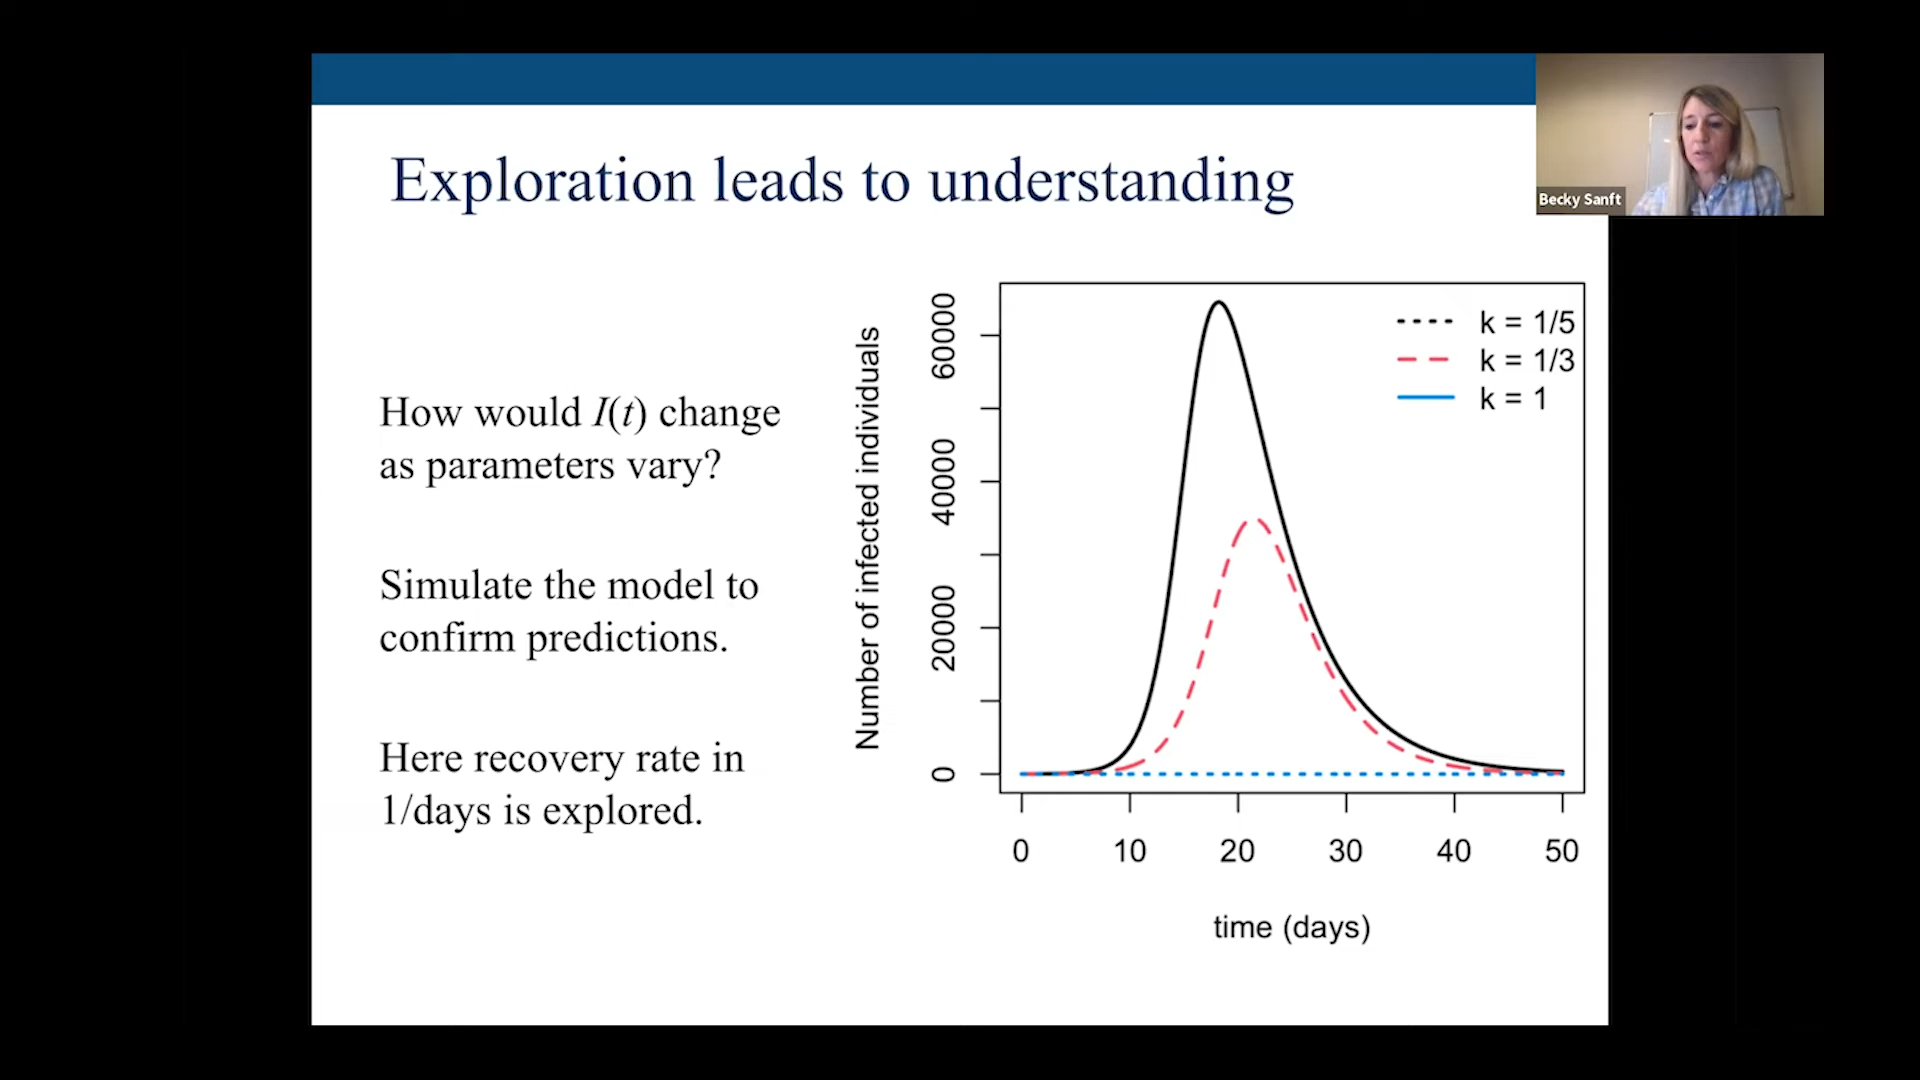 Exploration leads to understanding
Becky Sanft
How would I(t) change
as parameters vary?
Simulate the model to
confirm predictions.
Here recovery rate in
1/days is explored.
Number of infected individuals
60000
40000
20000
0
k = 1/5
k = 1/3
k = 1
0 10 20 30 40 50
time (days)